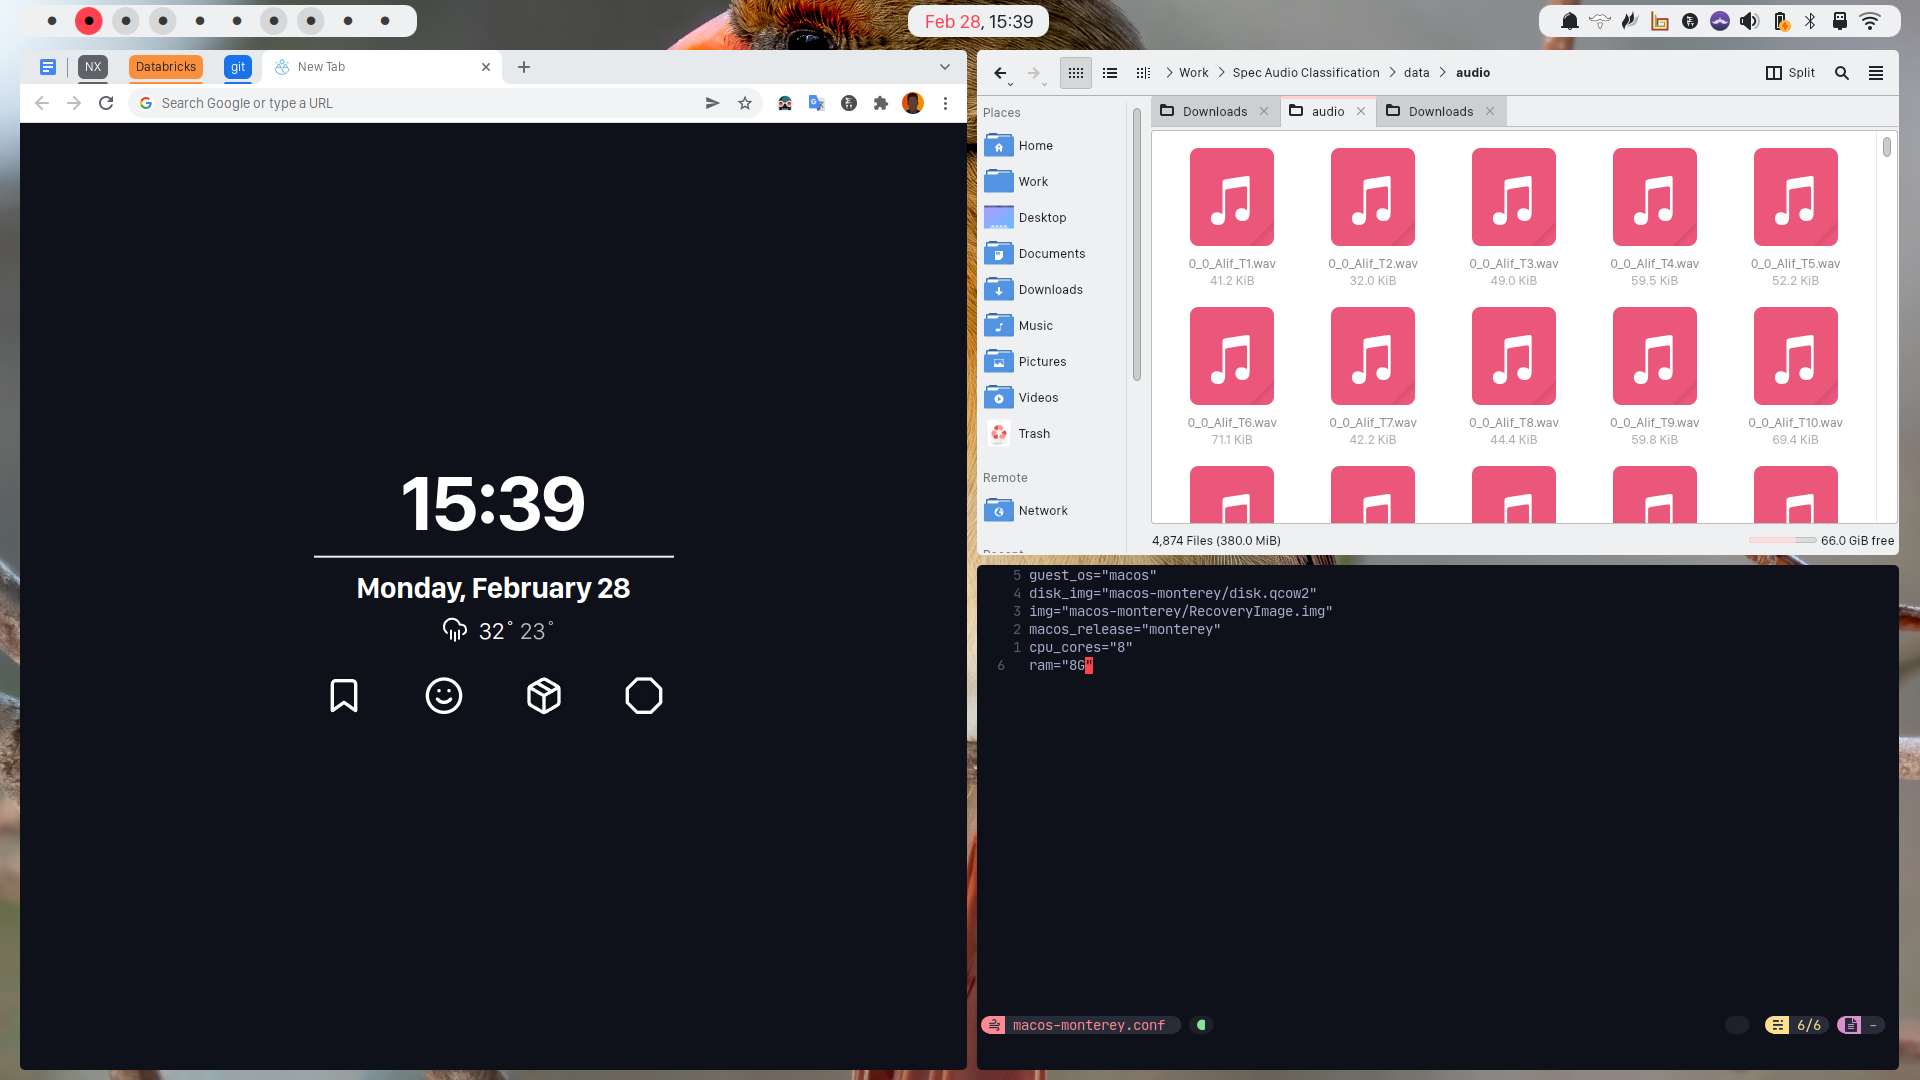 Feb 28, 15:39
NX
Databricks
git
New Tab
Search Google or type a URL
15:39
Monday, February 28
32° 23°
Work
Spec Audio Classification
data
audio
Split
Places
Home
Work
Desktop
Documents
Downloads
Music
Pictures
Videos
Trash
Remote
Network
Downloads
audio
Downloads
0_0_Alif_T1.wav
41.2 KiB
0_0_Alif_T2.wav
32.0 KiB
0_0_Alif_T3.wav
49.0 KiB
0_0_Alif_T4.wav
59.5 KiB
0_0_Alif_T5.wav
52.2 KiB
0_0_Alif_T6.wav
71.1 KiB
0_0_Alif_T7.wav
42.2 KiB
0_0_Alif_T8.wav
44.4 KiB
0_0_Alif_T9.wav
59.8 KiB
0_0_Alif_T10.wav
69.4 KiB
4,874 Files (380.0 MiB)
66.0 GiB free
5 guest_os="macos"
4 disk_img="macos-monterey/disk.qcow2"
3 img="macos-monterey/RecoveryImage.img"
2 macos_release="monterey"
1 cpu_cores="8"
6 ram="8G"
macos-monterey.conf
6/6
-